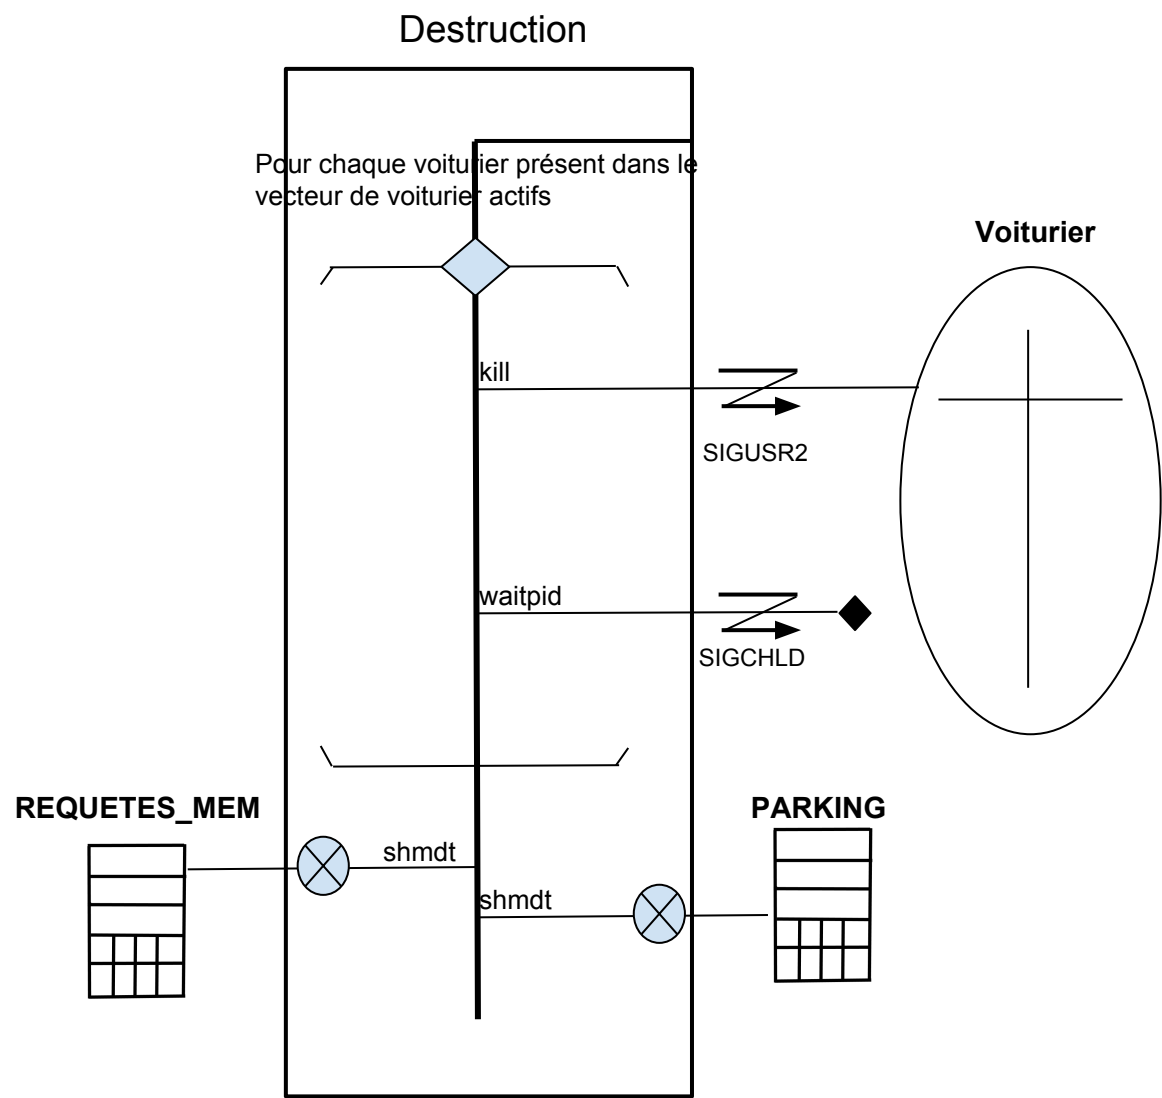 Destruction
Pour chaque voiturier présent dans le
vecteur de voiturier actifs
Voiturier
kill
SIGUSR2
waitpid
SIGCHLD
REQUETES_MEM
PARKING
shmdt
shmdt